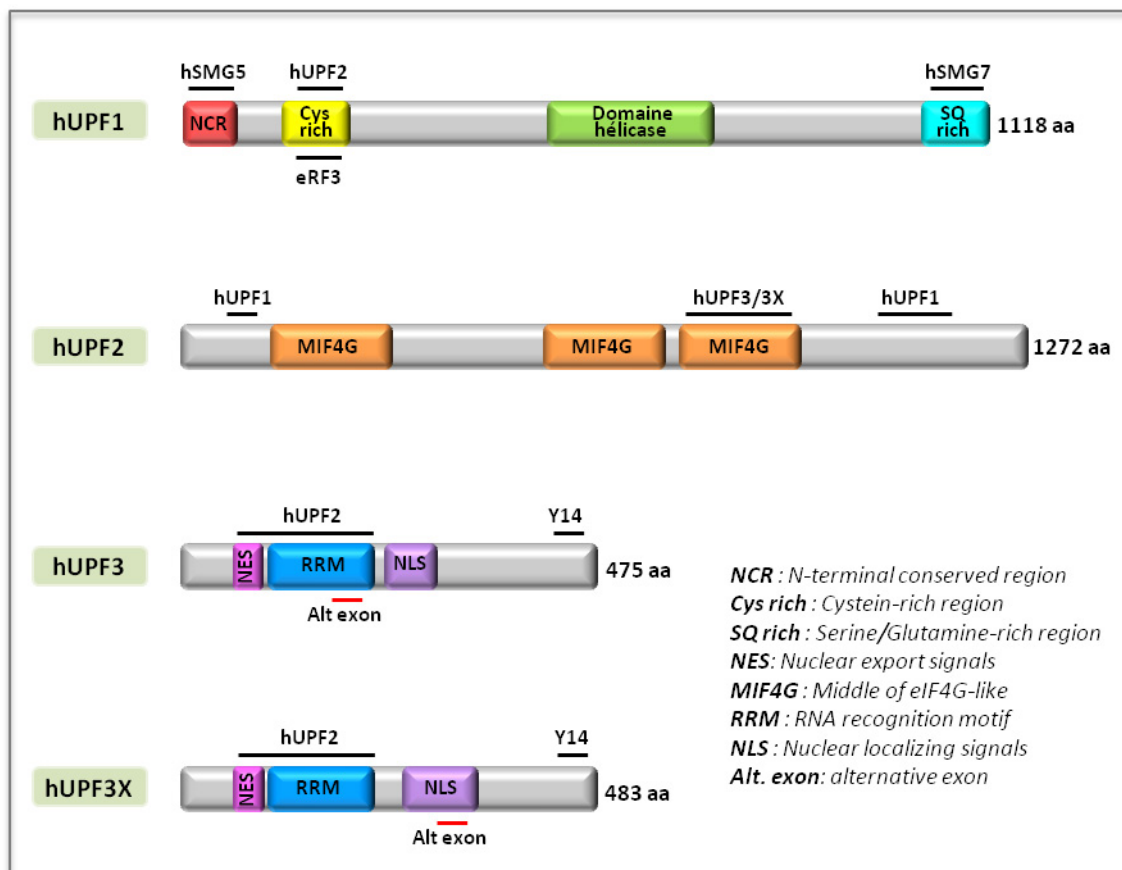 hSMG5 hUPF2 hSMG7
hUPF1
NCR
Cys
rich
Domaine
hélicase
SQ
rich
1118 aa
eRF3
hUPF1 hUPF3/3X hUPF1
hUPF2
MIF4G MIF4G MIF4G
1272 aa
hUPF2 Y14
hUPF3
NES RRM NLS
475 aa
Alt exon
NCR : N-terminal conserved region
Cys rich : Cystein-rich region
SQ rich : Serine/Glutamine-rich region
NES: Nuclear export signals
MIF4G : Middle of eIF4G-like
RRM : RNA recognition motif
NLS : Nuclear localizing signals
Alt. exon: alternative exon
hUPF2 Y14
hUPF3X
NES RRM NLS
483 aa
Alt exon